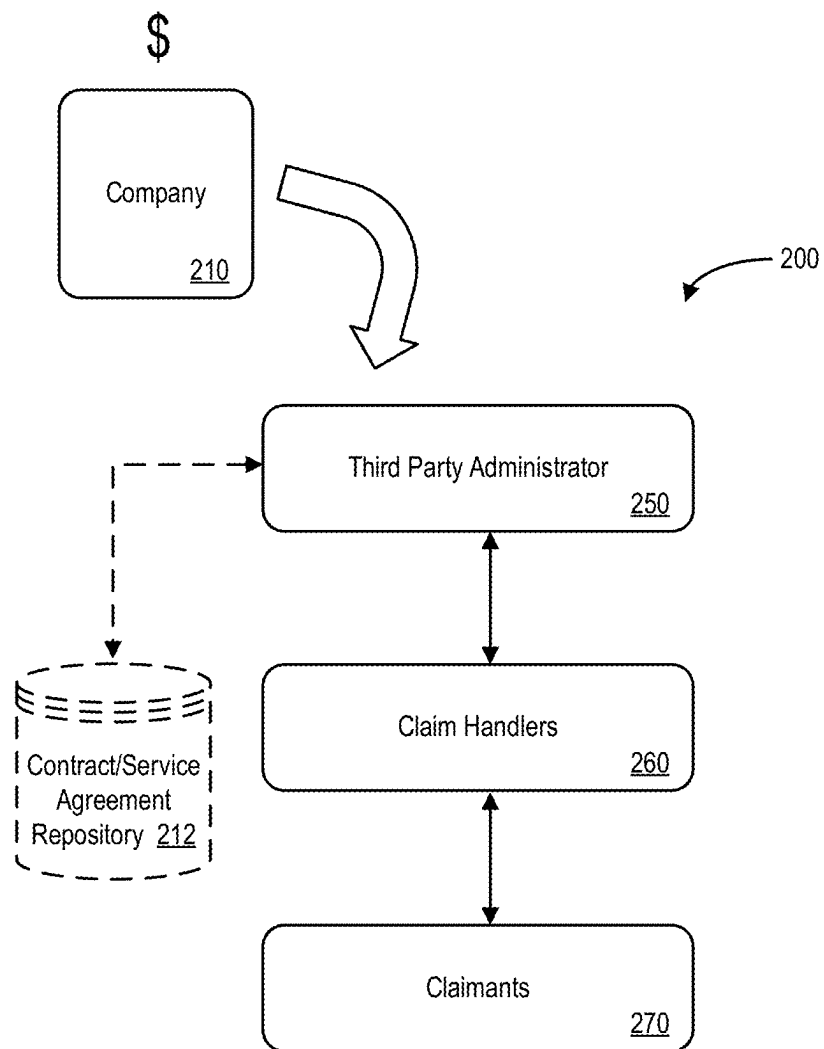 $
Company
210
200
Third Party Administrator
250
Contract/Service
Agreement
Repository 212
Claim Handlers
260
Claimants
270